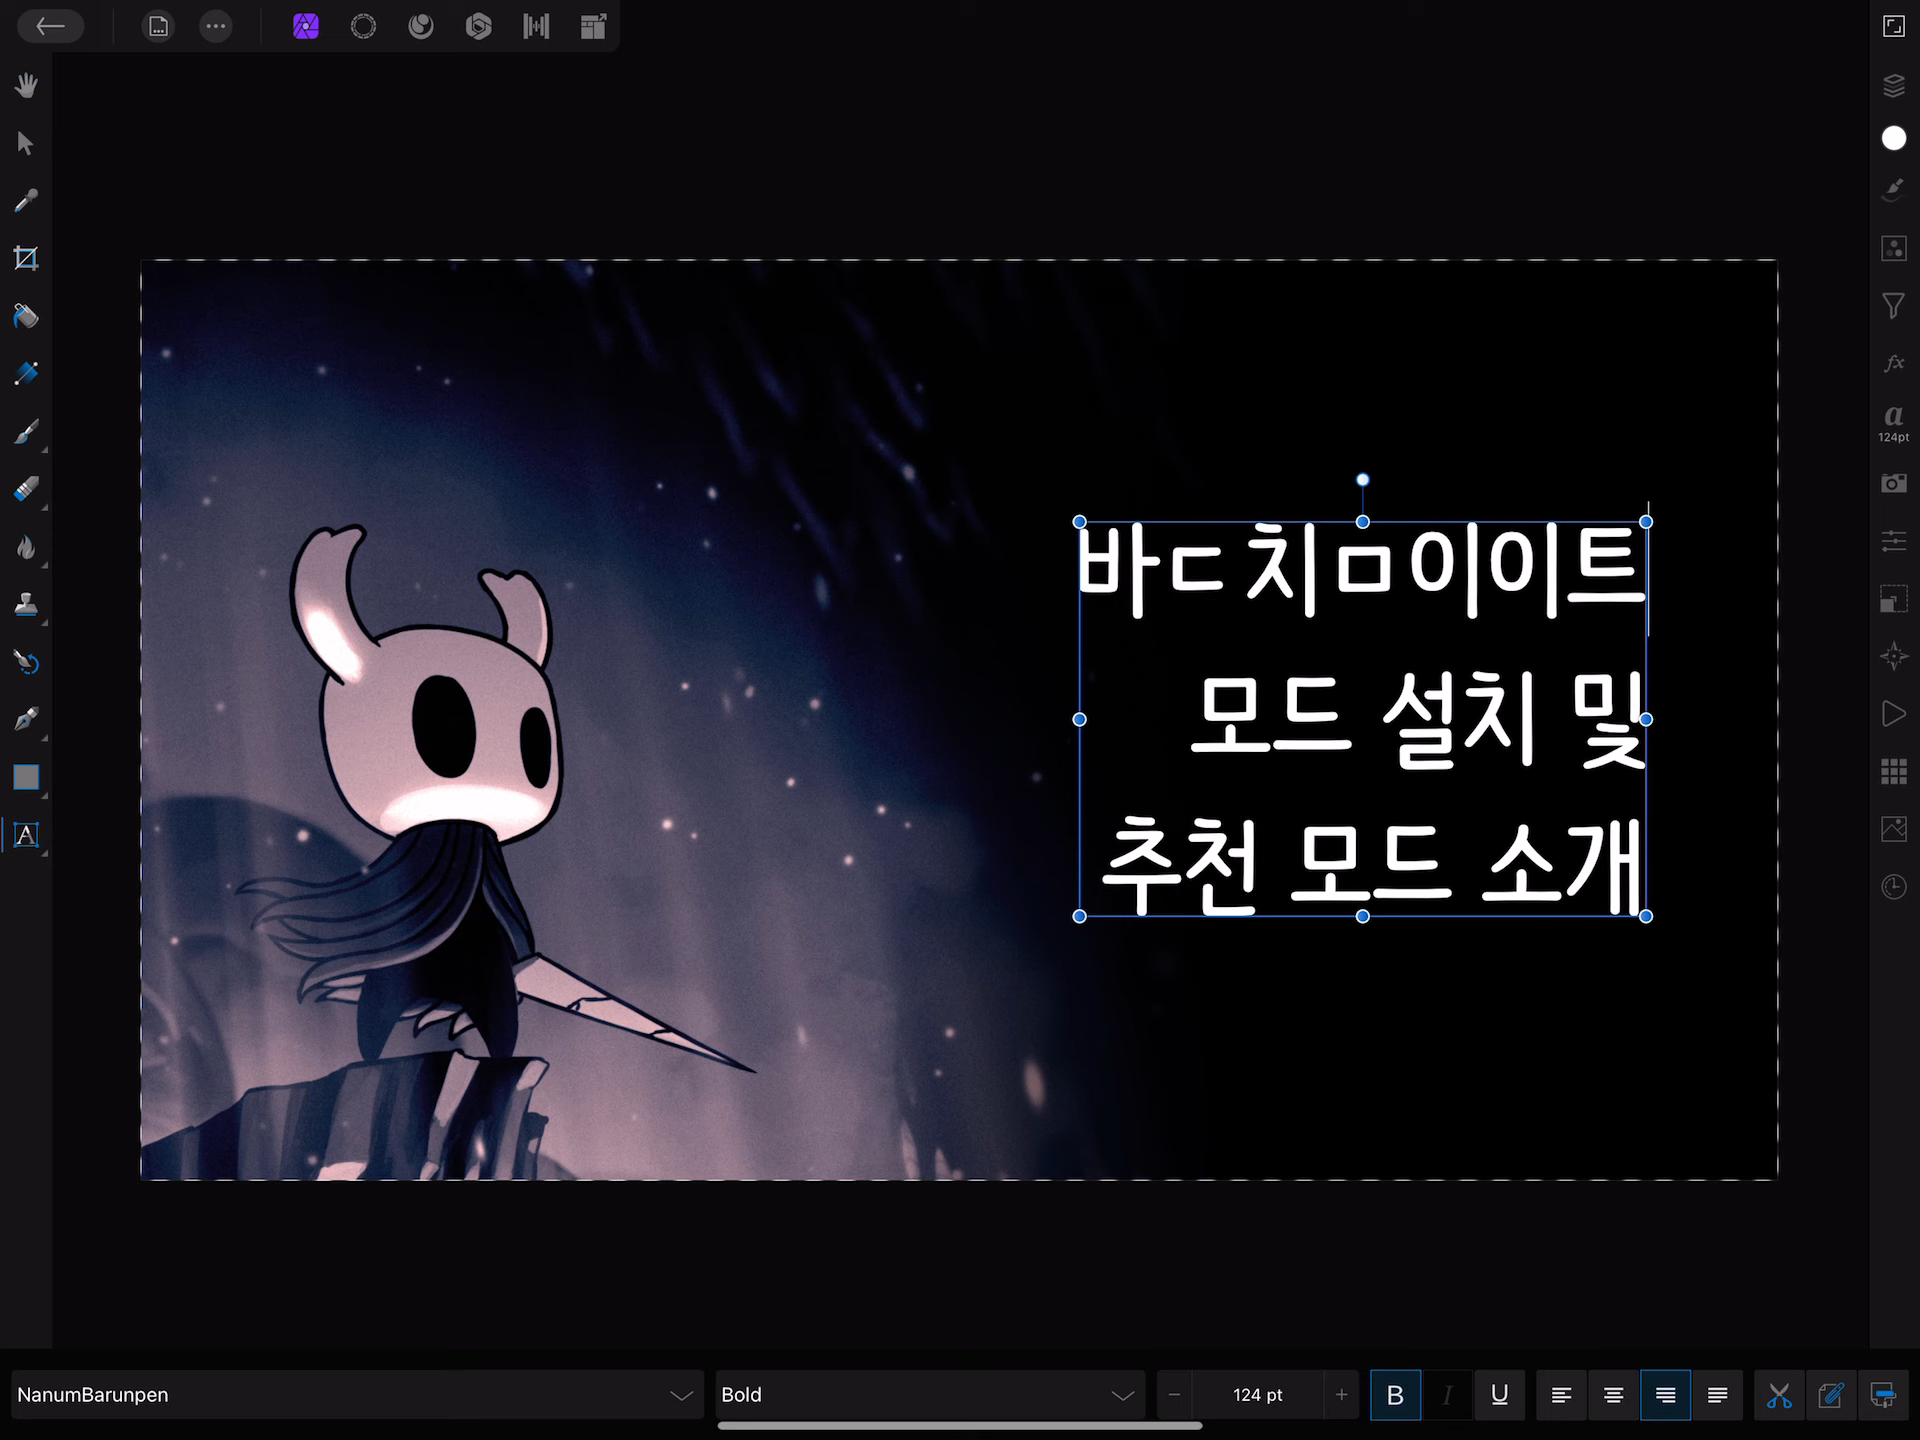 바ㄷ치ㅁ이이트
모드 설치 및
추천 모드 소개
fx
a
124pt
A
NanumBarunpen
Bold
124 pt
B
I
U